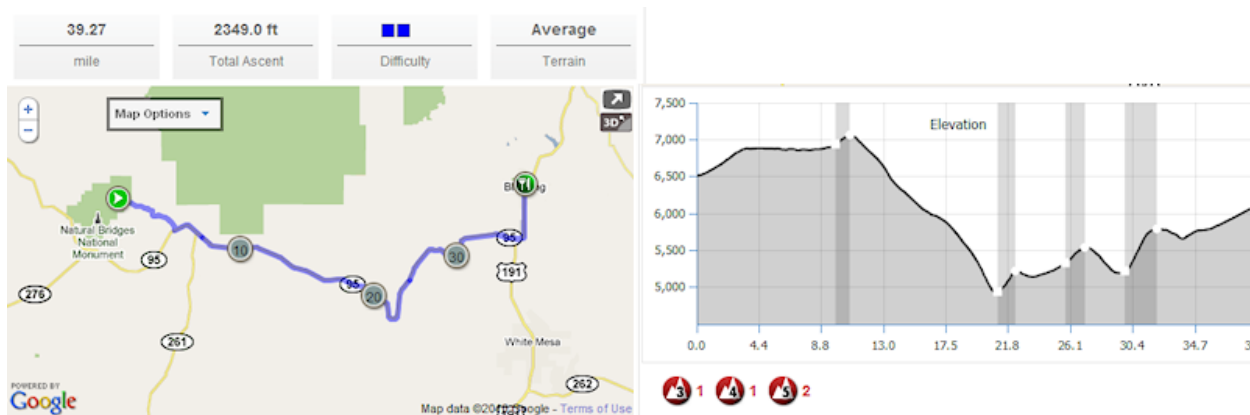 39.27
mile
2349.0 ft
Total Ascent
Difficulty
Average
Terrain
+
−
Map Options
3D
Natural Bridges
National
Monument
10
20
30
95
95
95
191
276
261
262
White Mesa
POWERED BY
Google
Map data Google - Terms of Use
Elevation
7,500
7,000
6,500
6,000
5,500
5,000
0.0
4.4
8.8
13.0
17.5
21.8
26.1
30.4
34.7
3 1
4 1
5 2